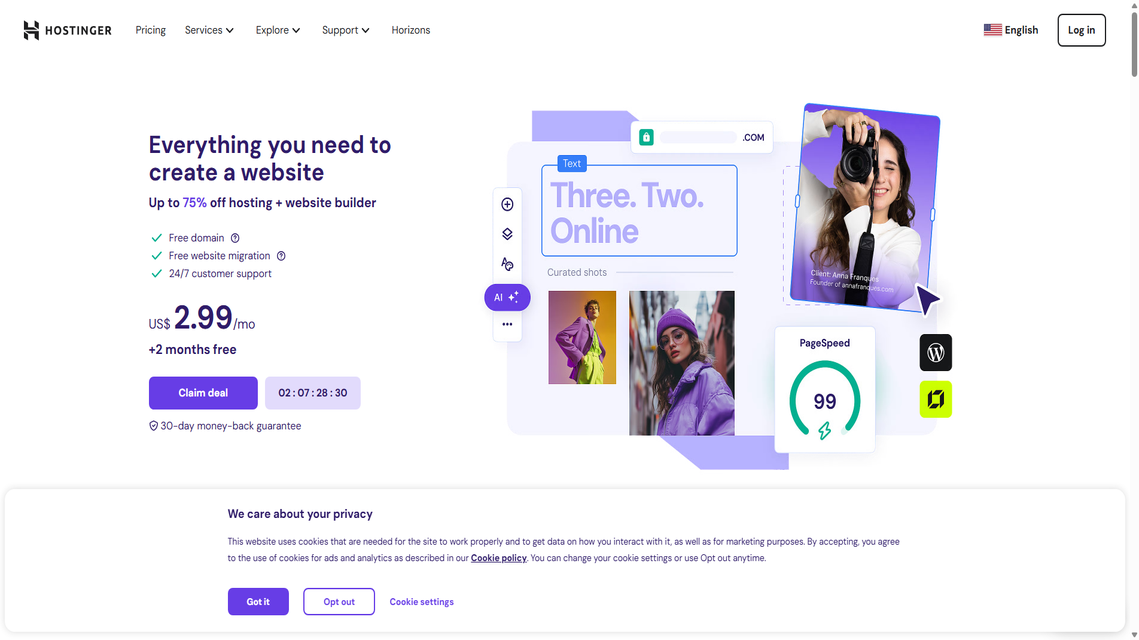 HOSTINGER
Pricing
Services
Explore
Support
Horizons
English
Log in
Everything you need to
create a website
Up to 75% off hosting + website builder
Free domain
Free website migration
24/7 customer support
US$ 2.99/mo
+2 months free
Claim deal
02 : 07 : 28 : 30
30-day money-back guarantee
.COM
Text
Three. Two.
Online
Curated shots
AI
Client: Anna Franques
Founder of annafranques.com
PageSpeed
99
We care about your privacy
This website uses cookies that are needed for the site to work properly and to get data on how you interact with it, as well as for marketing purposes. By accepting, you agree
to the use of cookies for ads and analytics as described in our Cookie policy. You can change your cookie settings or use Opt out anytime.
Got it
Opt out
Cookie settings